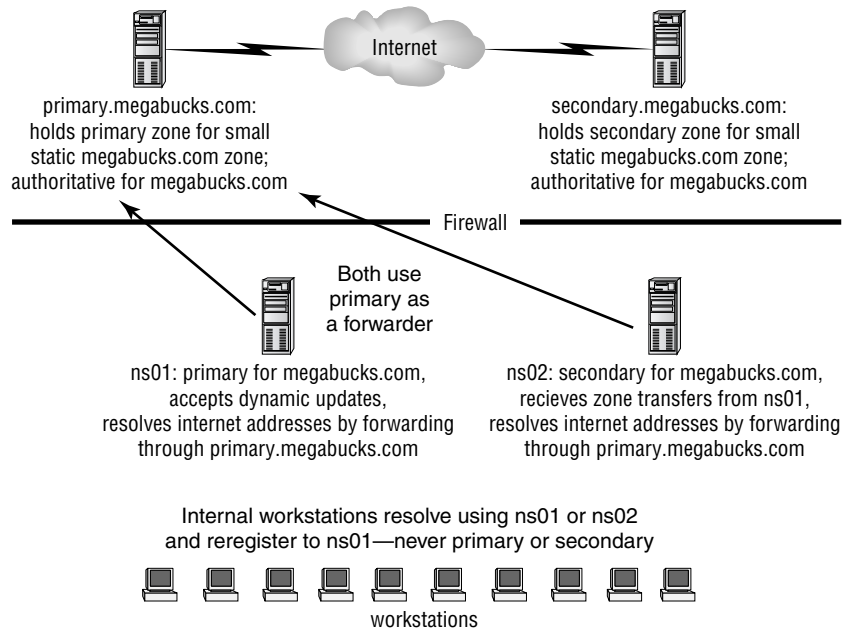 Internet
primary.megabucks.com:
holds primary zone for small
static megabucks.com zone;
authoritative for megabucks.com
secondary.megabucks.com:
holds secondary zone for small
static megabucks.com zone;
authoritative for megabucks.com
Firewall
Both use
primary as
a forwarder
ns01: primary for megabucks.com,
accepts dynamic updates,
resolves internet addresses by forwarding
through primary.megabucks.com
ns02: secondary for megabucks.com,
recieves zone transfers from ns01,
resolves internet addresses by forwarding
through primary.megabucks.com
Internal workstations resolve using ns01 or ns02
and reregister to ns01—never primary or secondary
workstations